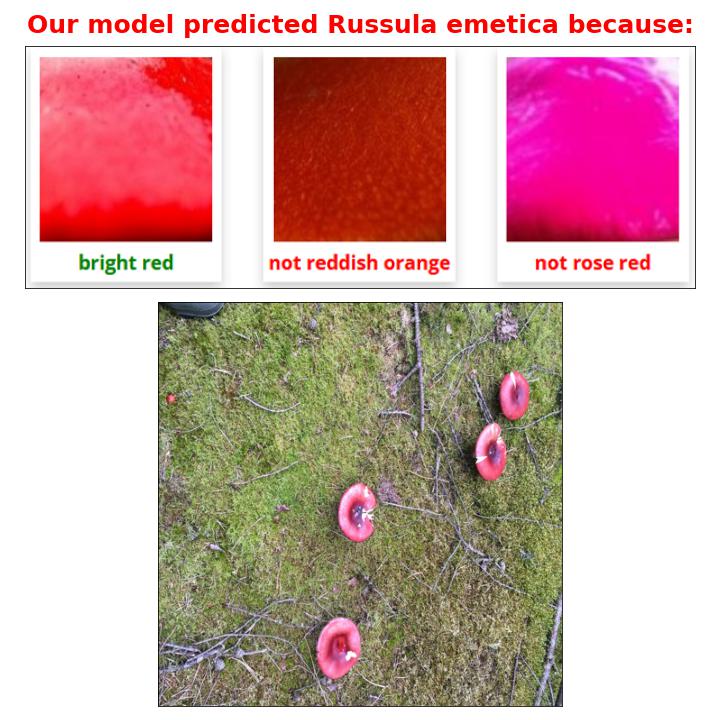 Our model predicted Russula emetica because:
bright red
not reddish orange
not rose red